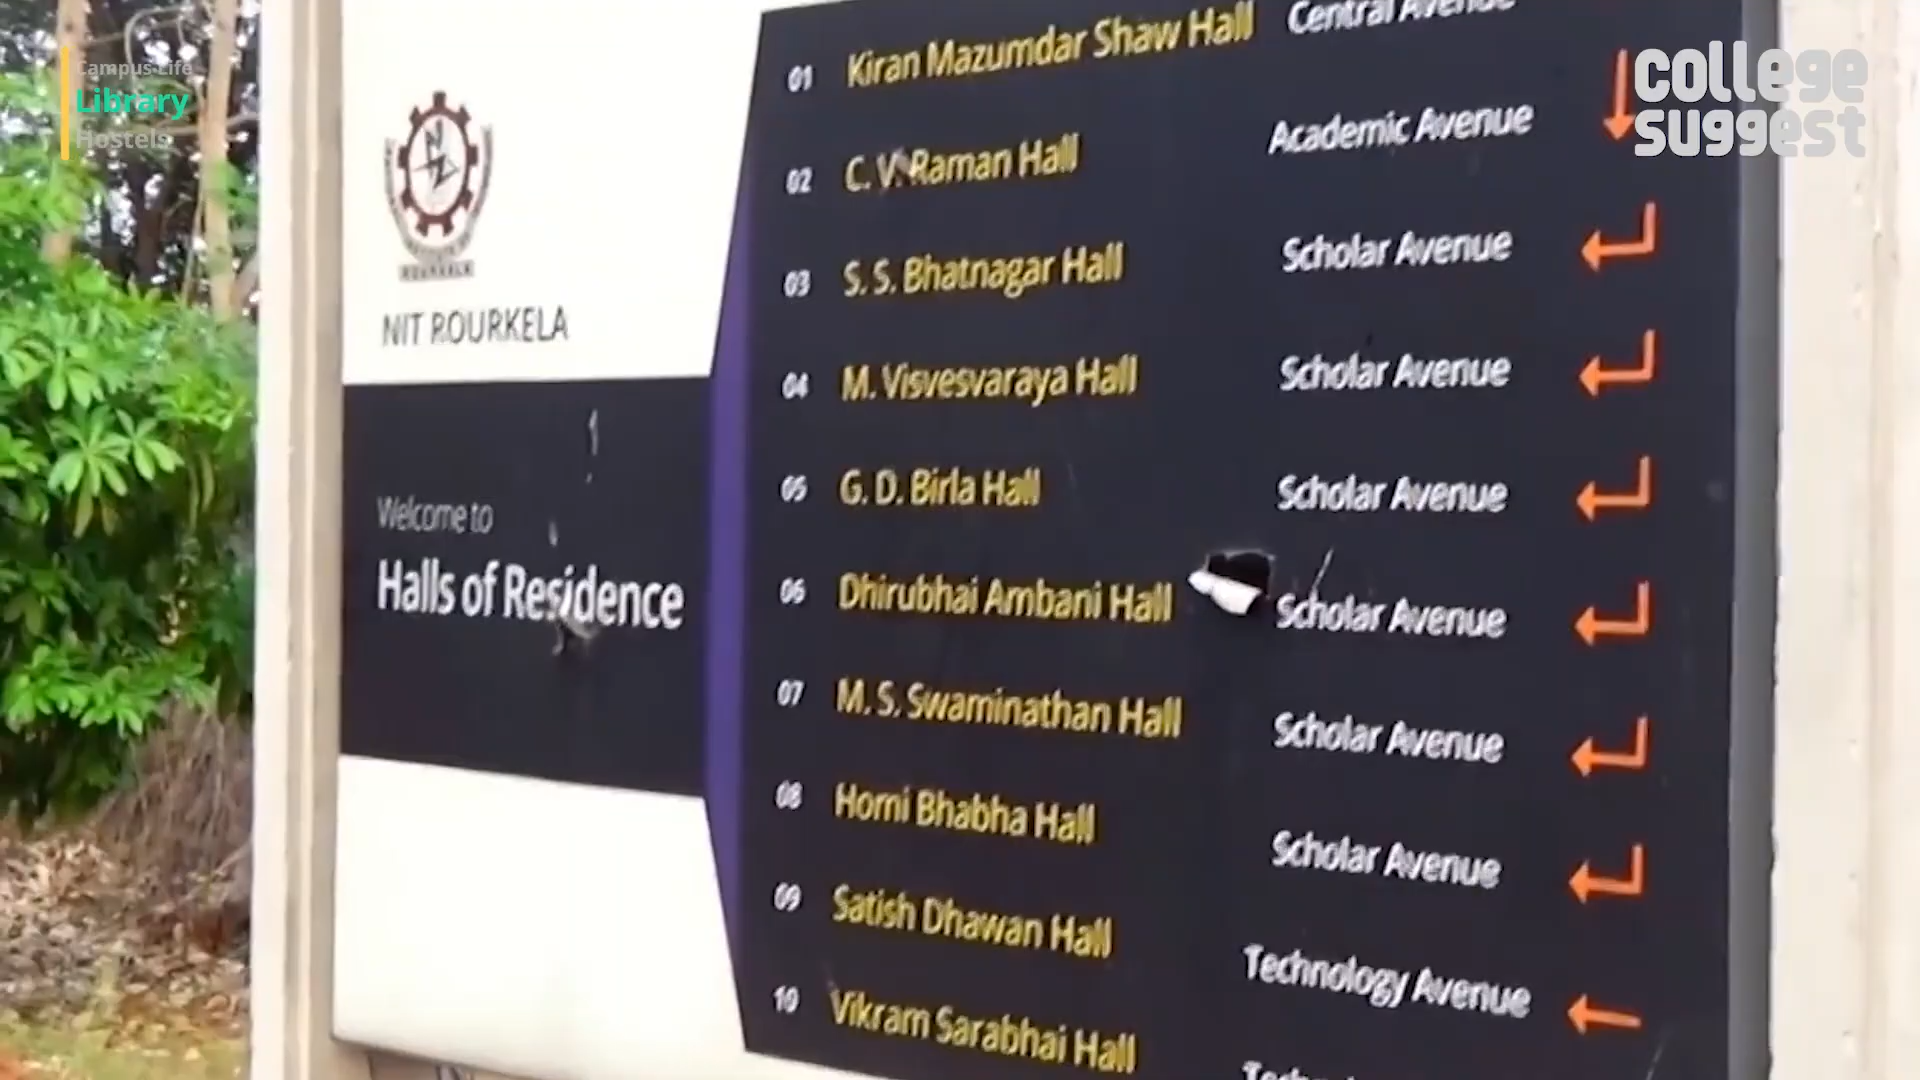 Campus Life
Library
Hostels
college
suggest
ROURKELA
NIT ROURKELA
Welcome to
Halls of Residence
01 Kiran Mazumdar Shaw Hall Central Avenue
02 C. V. Raman Hall Academic Avenue
03 S. S. Bhatnagar Hall Scholar Avenue
04 M. Visvesvaraya Hall Scholar Avenue
05 G. D. Birla Hall Scholar Avenue
06 Dhirubhai Ambani Hall Scholar Avenue
07 M. S. Swaminathan Hall Scholar Avenue
08 Homi Bhabha Hall Scholar Avenue
09 Satish Dhawan Hall Technology Avenue
10 Vikram Sarabhai Hall